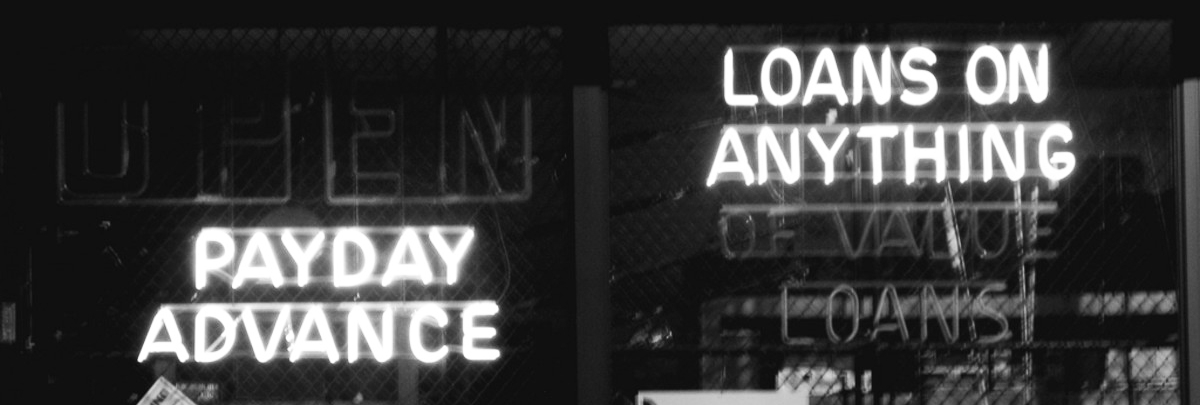 OPEN
PAYDAY
ADVANCE
LOANS ON
ANYTHING
OF VALUE
LOANS